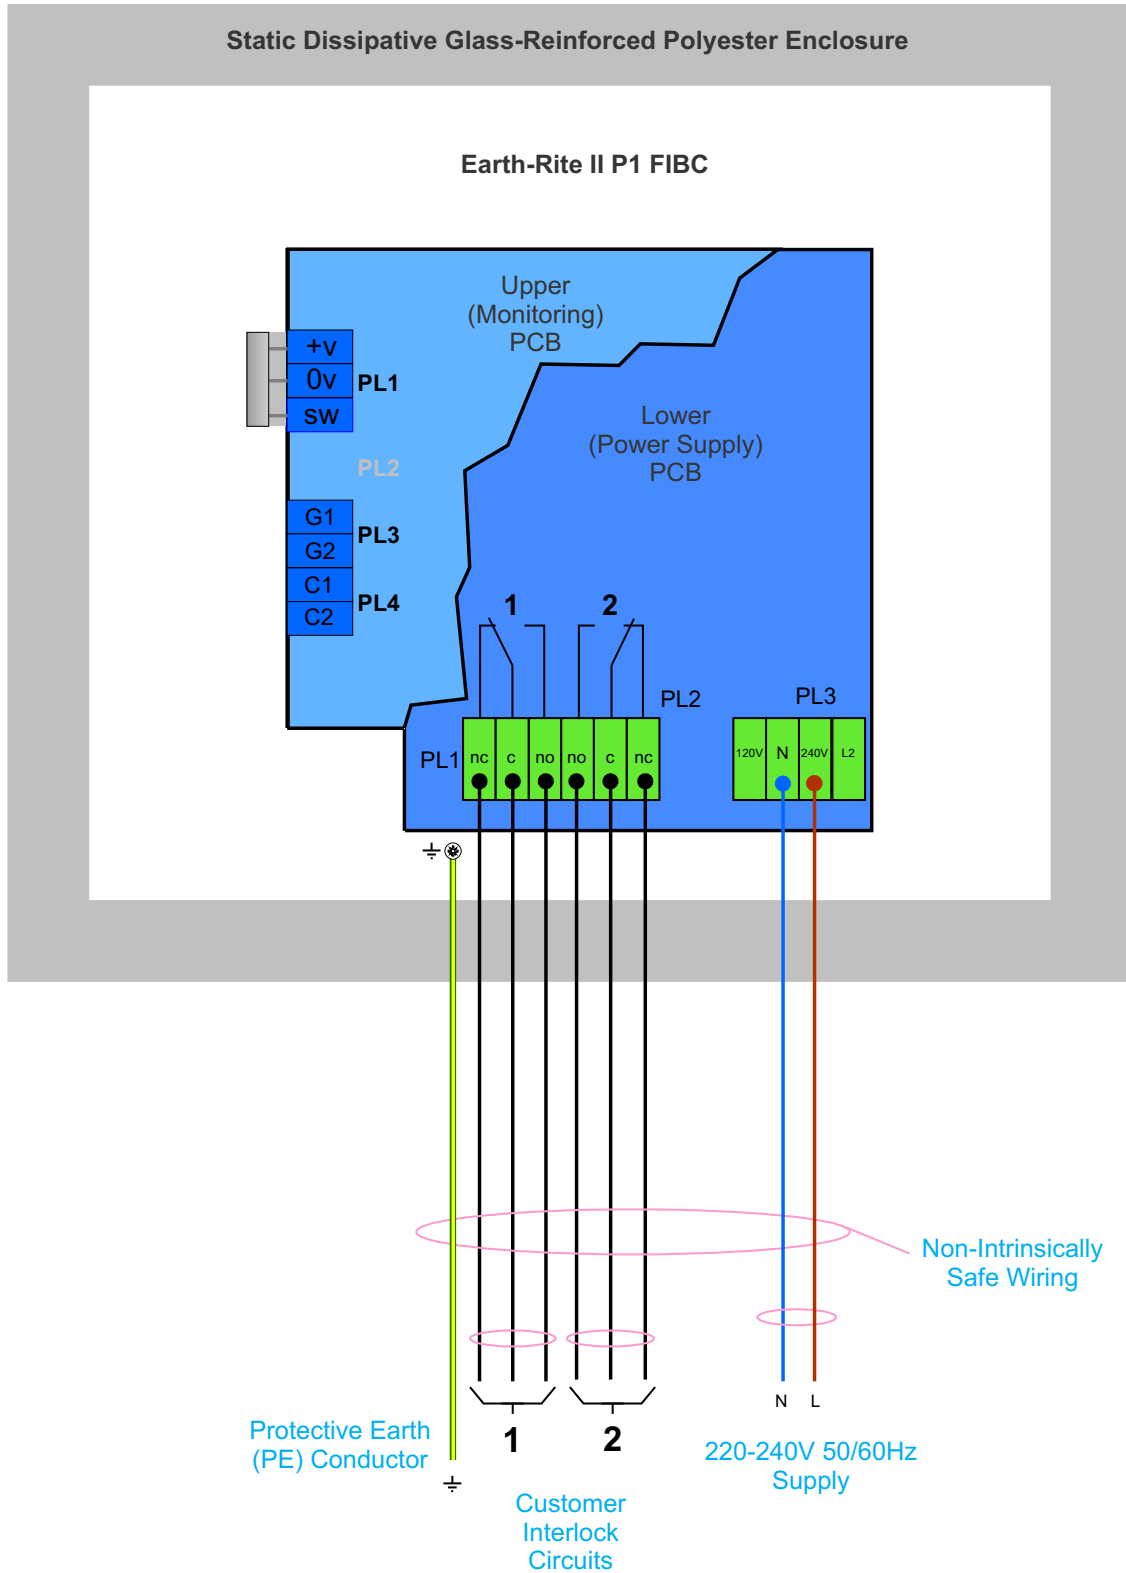 Static Dissipative Glass-Reinforced Polyester Enclosure
Earth-Rite II P1 FIBC
Upper
(Monitoring)
PCB
+v
0v
sw
PL1
PL2
G1
G2
PL3
C1
C2
PL4
Lower
(Power Supply)
PCB
1
2
PL2
PL3
PL1
nc
c
no
no
c
nc
120V
N
240V
L2
Non-Intrinsically
Safe Wiring
N
L
Protective Earth
(PE) Conductor
1
2
220-240V 50/60Hz
Supply
Customer
Interlock
Circuits